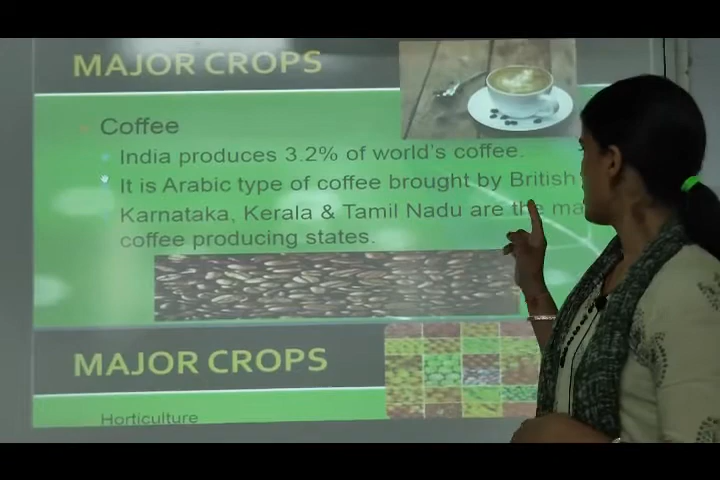 MAJOR CROPS
Coffee
India produces 3.2% of world's coffee.
It is Arabic type of coffee brought by British
Karnataka, Kerala & Tamil Nadu are the
coffee producing states.
MAJOR CROPS
Horticulture